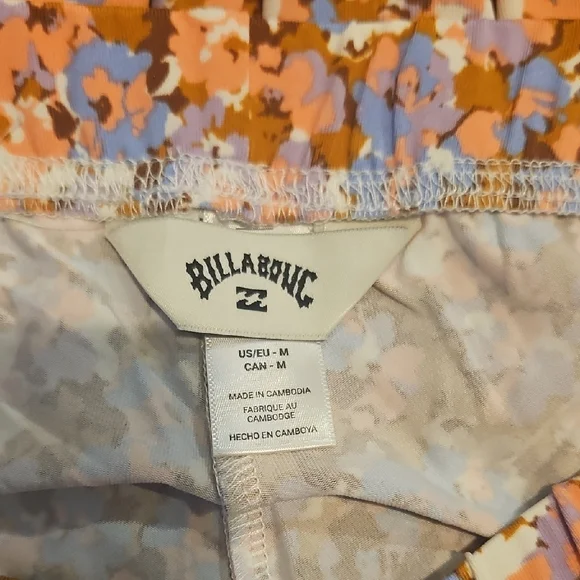 BILLABONG
US/EU - M
CAN - M
MADE IN CAMBODIA
FABRIQUE AU
CAMBODGE
HECHO EN CAMBOYA